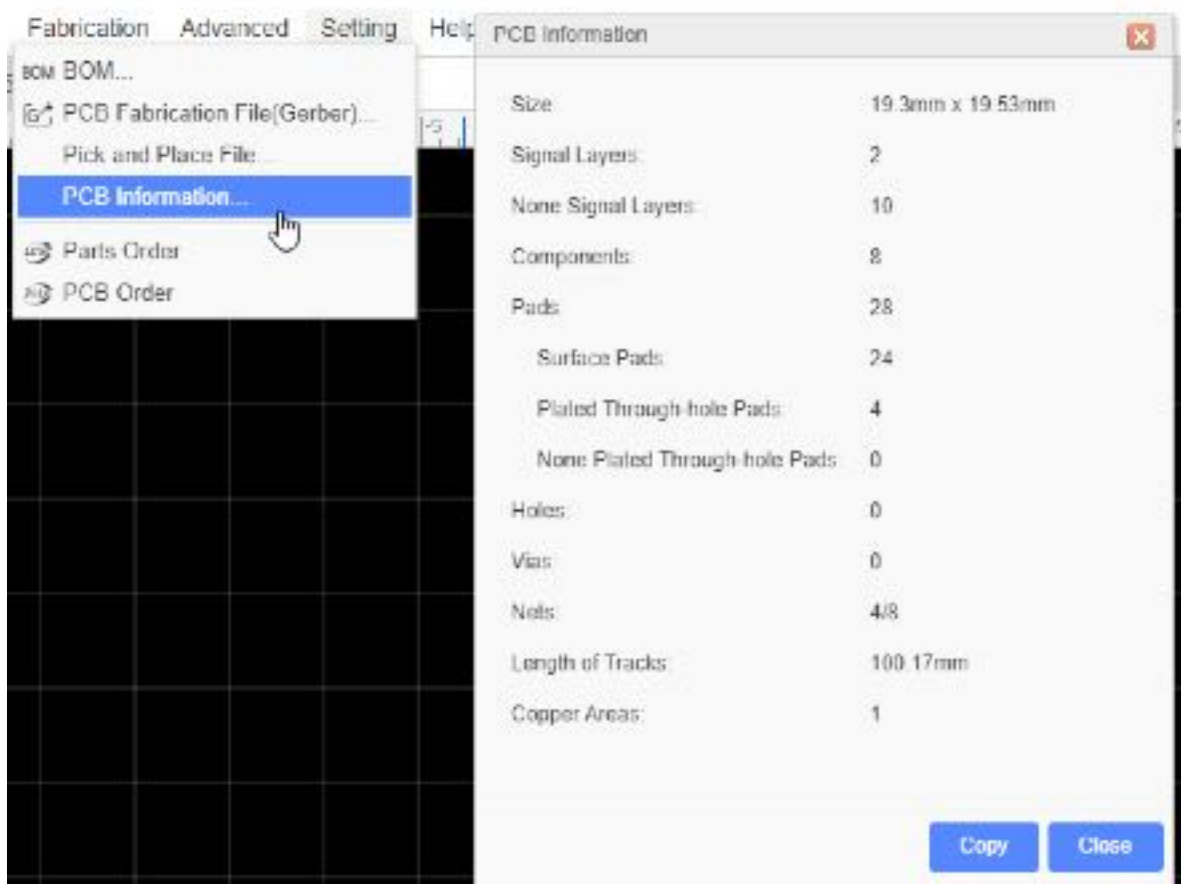 Fabrication Advanced Setting Help
BOM BOM...
PCB Fabrication File(Gerber)...
Pick and Place File...
PCB Information...
Parts Order
PCB Order
-5
PCB Information
Size 19.3mm x 19.53mm
Signal Layers: 2
None Signal Layers: 10
Components: 8
Pads 28
Surface Pads: 24
Plated Through-hole Pads: 4
None Plated Through-hole Pads: 0
Holes: 0
Vias 0
Nets: 4/8
Length of Tracks: 100.17mm
Copper Areas: 1
Copy Close